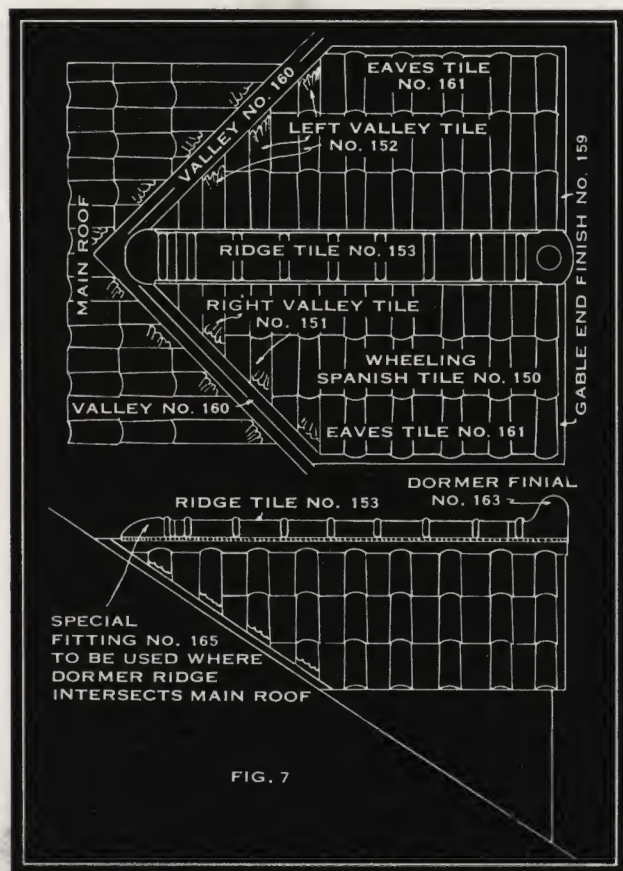 EAVES TILE
NO. 161
VALLEY NO. 160
LEFT VALLEY TILE
NO. 152
GABLE END FINISH NO. 159
MAIN ROOF
RIDGE TILE NO. 153
RIGHT VALLEY TILE
NO. 151
WHEELING
SPANISH TILE NO. 150
VALLEY NO. 160
EAVES TILE NO. 161
DORMER FINIAL
NO. 163
RIDGE TILE NO. 153
SPECIAL
FITTING NO. 165
TO BE USED WHERE
DORMER RIDGE
INTERSECTS MAIN ROOF
FIG. 7